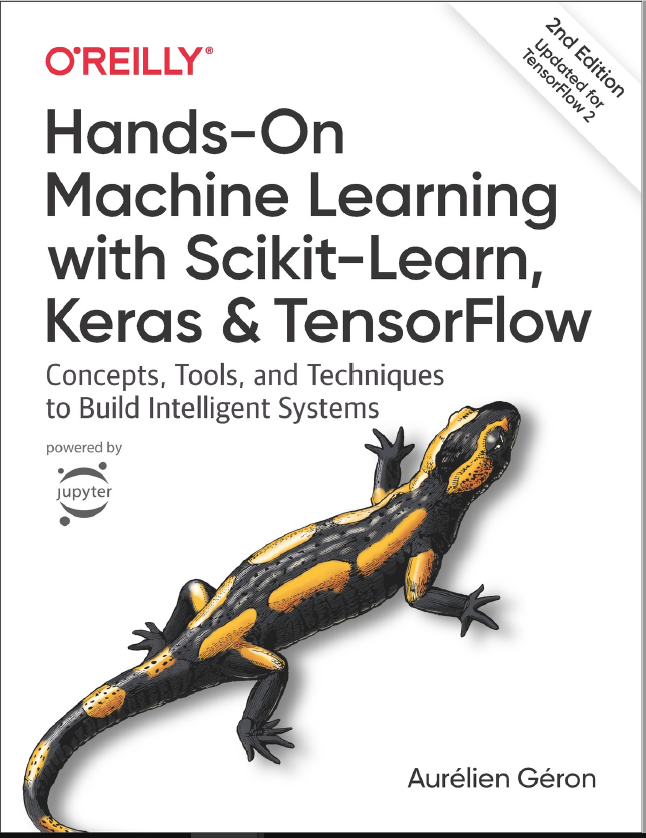 O'REILLY®
2nd Edition
Updated for
TensorFlow 2
Hands-On
Machine Learning
with Scikit-Learn,
Keras & TensorFlow
Concepts, Tools, and Techniques
to Build Intelligent Systems
powered by
jupyter
Aurélien Géron